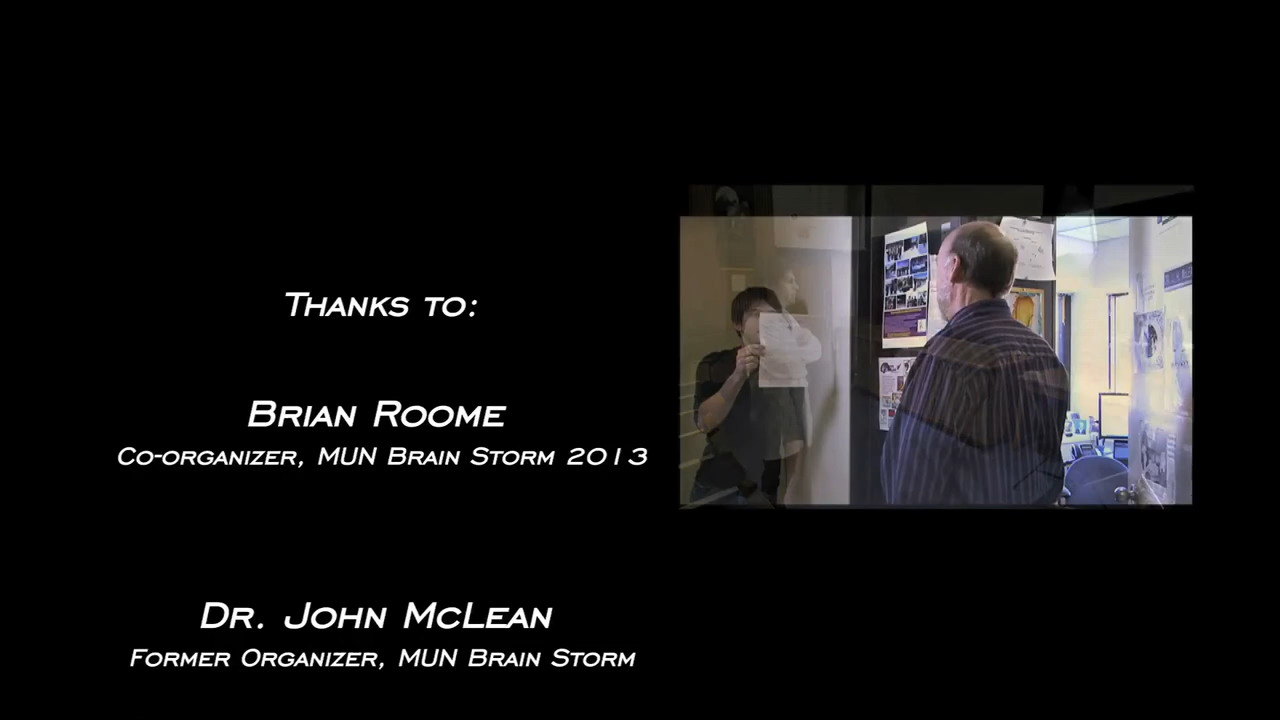 Thanks to:
Brian Roome
Co-organizer, MUN Brain Storm 2013
Dr. John McLean
Former Organizer, MUN Brain Storm